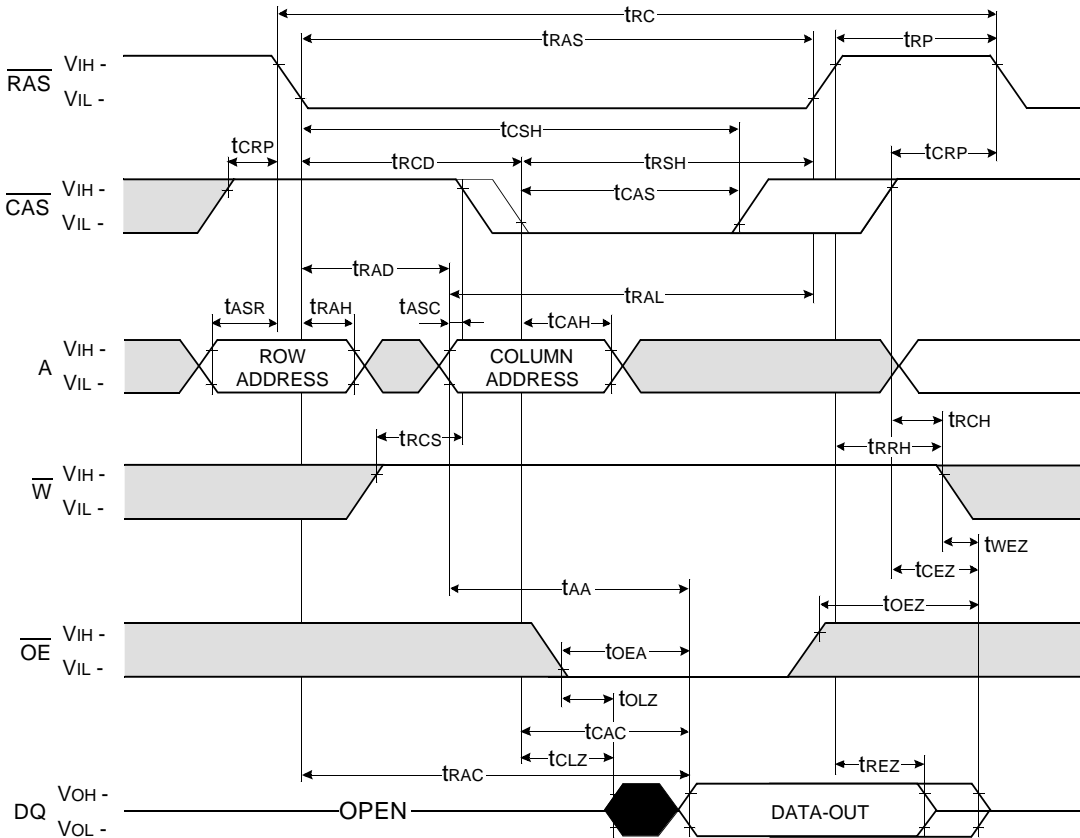 tRC
tRAS
tRP
RAS
VIH -
VIL -
tCSH
tCRP
tRCD
tRSH
tCRP
CAS
VIH -
VIL -
tCAS
tRAD
tRAL
tASR
tRAH
tASC
tCAH
A
VIH -
VIL -
ROW
ADDRESS
COLUMN
ADDRESS
tRCH
tRCS
tRRH
W
VIH -
VIL -
tWEZ
tCEZ
tAA
tOEZ
OE
VIH -
VIL -
tOEA
tOLZ
tCAC
tCLZ
tRAC
tREZ
DQ
VOH -
VOL -
OPEN
DATA-OUT